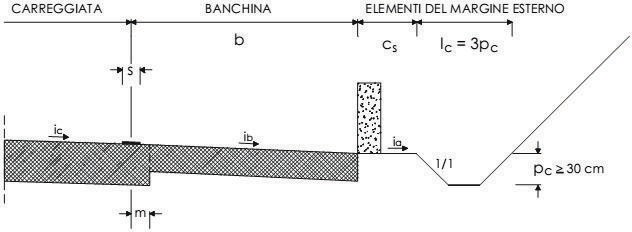 CARREGGIATA BANCHINA ELEMENTI DEL MARGINE ESTERNO
b cs lc = 3pc
s
ic ib ia
1/1
pc ≥ 30 cm
m